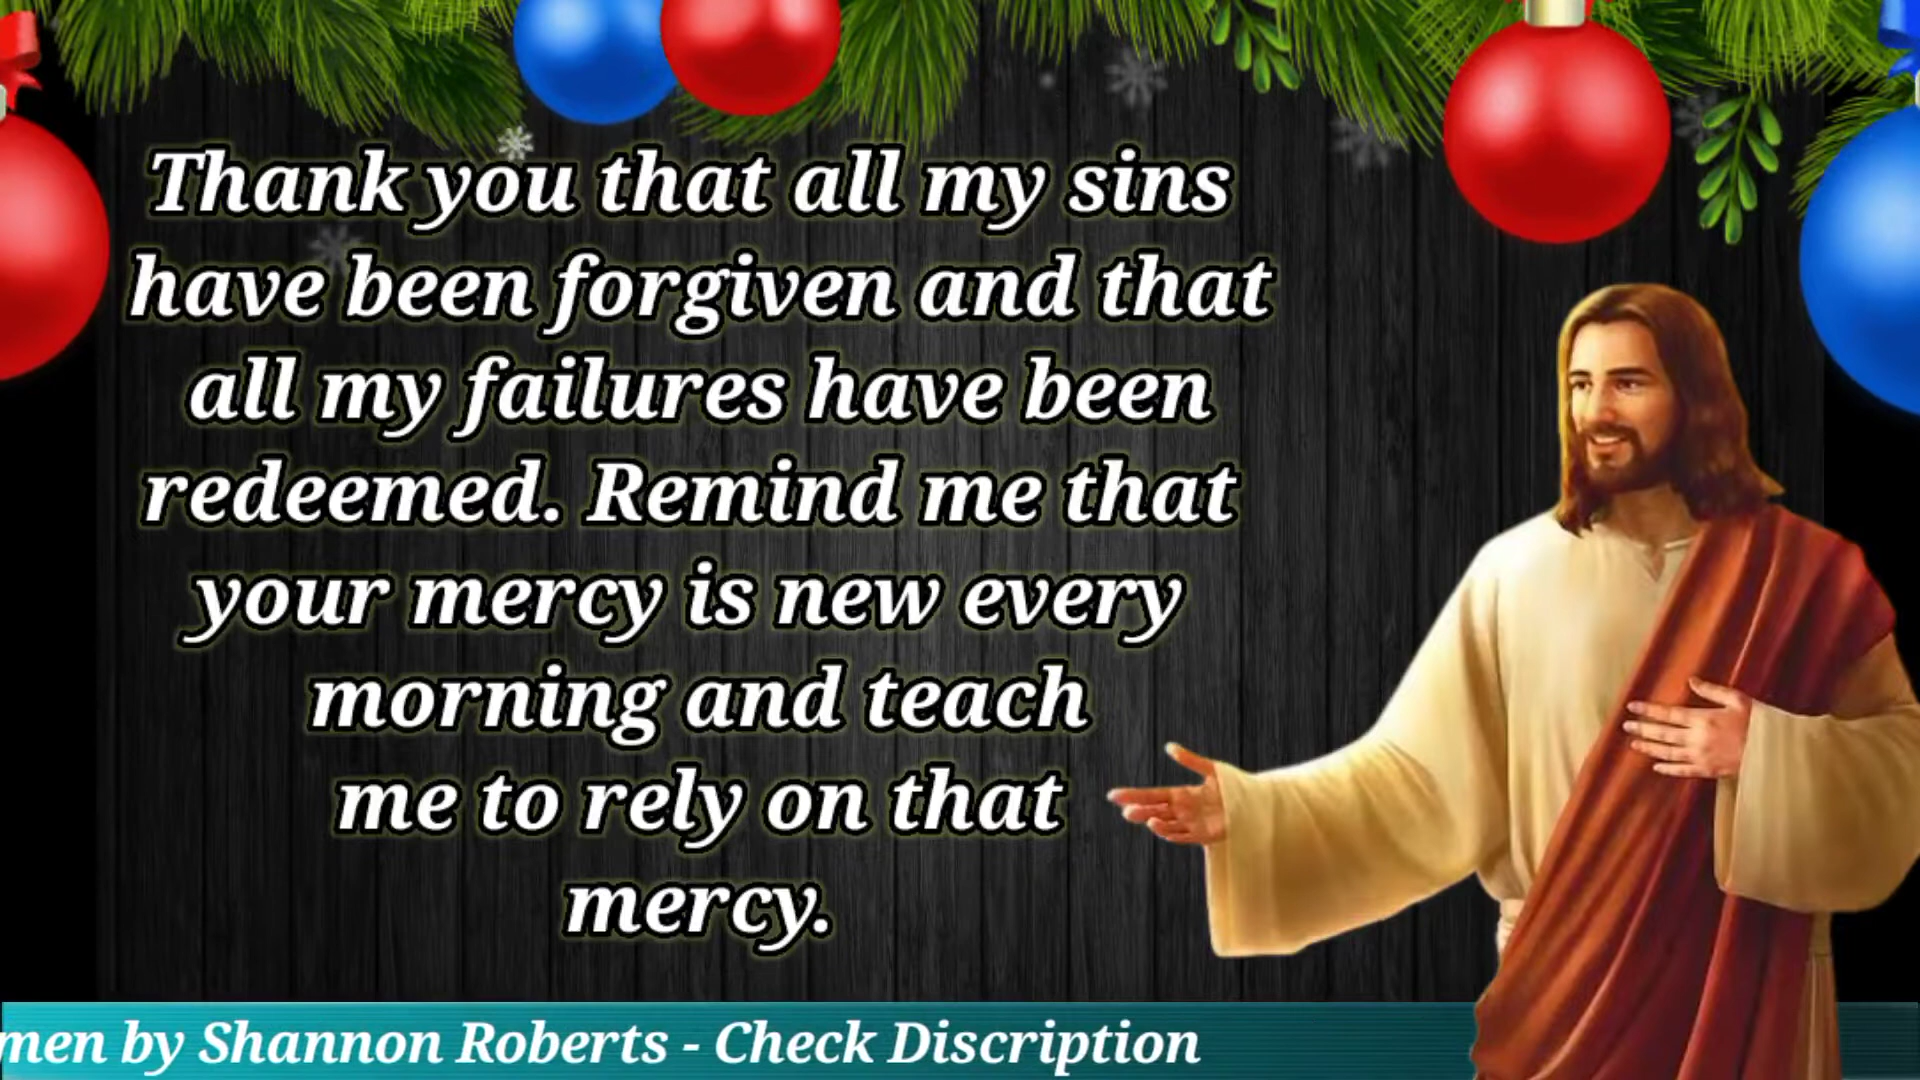 Thank you that all my sins
have been forgiven and that
all my failures have been
redeemed. Remind me that
your mercy is new every
morning and teach
me to rely on that
mercy.
men by Shannon Roberts - Check Discription